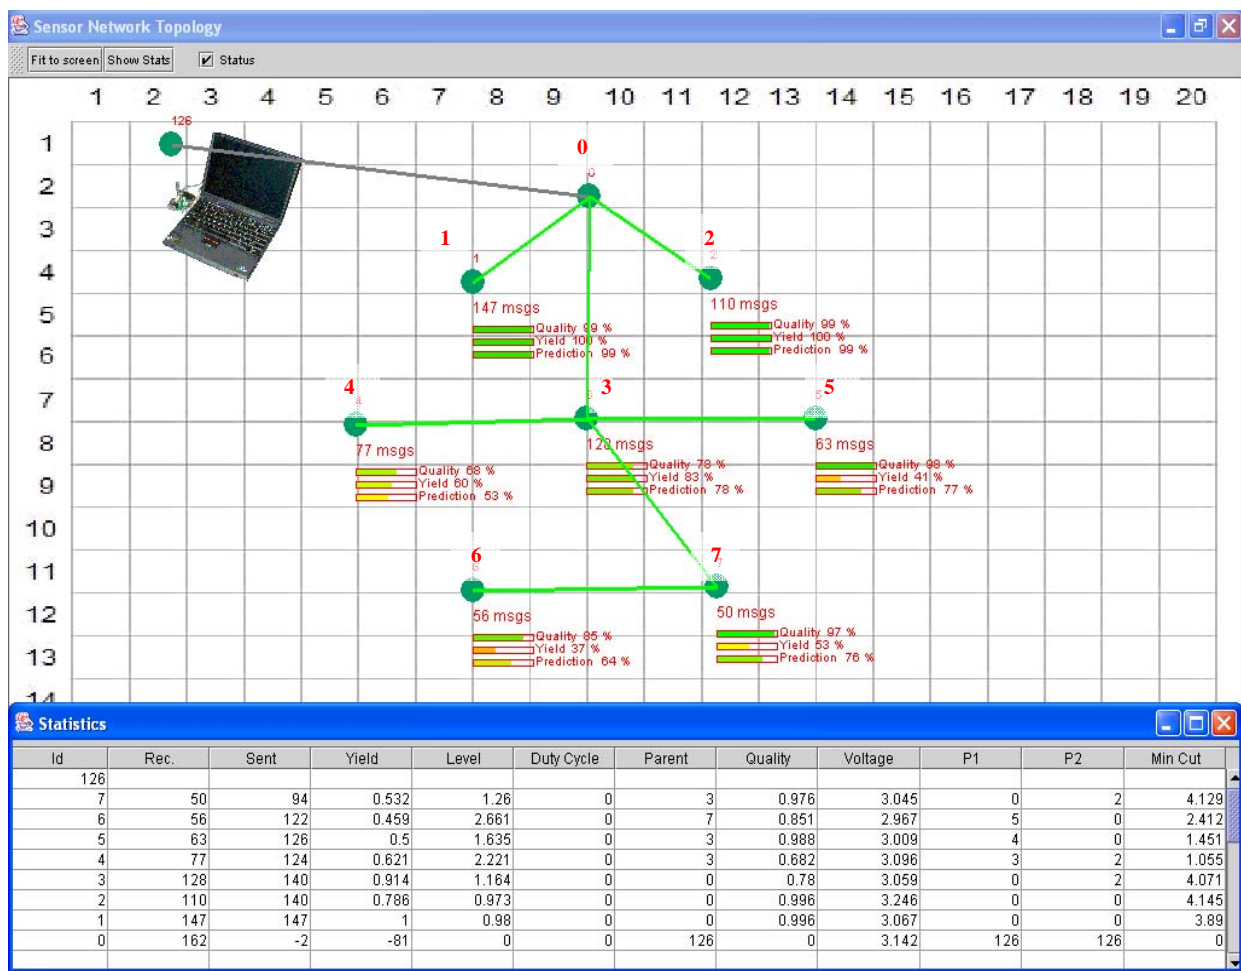 Sensor Network Topology
Fit to screen Show Stats Status
1 2 3 4 5 6 7 8 9 10 11 12 13 14 15 16 17 18 19 20
126
1
0
2
3
1
2
1
4
147 msgs
110 msgs
5
Quality 99 %
Quality 99 %
Yield 100 %
Yield 100 %
6
Prediction 99 %
Prediction 99 %
7
4
3
5
8
77 msgs
128 msgs
63 msgs
Quality 68 %
Quality 78 %
Quality 98 %
9
Yield 60 %
Yield 83 %
Yield 41 %
Prediction 53 %
Prediction 78 %
Prediction 77 %
10
11
6
7
12
56 msgs
50 msgs
Quality 85 %
Quality 97 %
13
Yield 37 %
Yield 53 %
Prediction 64 %
Prediction 76 %
14
Statistics
Id Rec. Sent Yield Level Duty Cycle Parent Quality Voltage P1 P2 Min Cut
126
7 50 94 0.532 1.26 0 3 0.976 3.045 0 2 4.129
6 56 122 0.459 2.661 0 7 0.851 2.967 5 0 2.412
5 63 126 0.5 1.635 0 3 0.988 3.009 4 0 1.451
4 77 124 0.621 2.221 0 3 0.682 3.096 3 2 1.055
3 128 140 0.914 1.164 0 0 0.78 3.059 0 2 4.071
2 110 140 0.786 0.973 0 0 0.996 3.246 0 0 4.145
1 147 147 1 0.98 0 0 0.996 3.067 0 0 3.89
0 162 -2 -81 0 0 126 0 3.142 126 126 0